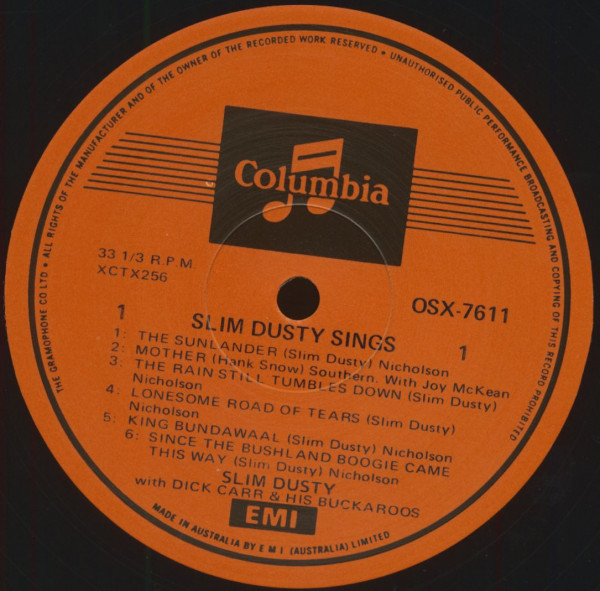 THE GRAMOPHONE CO LTD • ALL RIGHTS OF THE MANUFACTURER AND OF THE OWNER OF THE RECORDED WORK RESERVED • UNAUTHORISED PUBLIC PERFORMANCE BROADCASTING AND COPYING OF THIS RECORD PROHIBITED
Columbia
33 1/3 R.P.M.
XCTX256
OSX-7611
1
SLIM DUSTY SINGS
1
1: THE SUNLANDER (Slim Dusty) Nicholson
2: MOTHER (Hank Snow) Southern. With Joy McKean
3: THE RAIN STILL TUMBLES DOWN (Slim Dusty)
Nicholson
4: LONESOME ROAD OF TEARS (Slim Dusty)
Nicholson
5: KING BUNDAWAAL (Slim Dusty) Nicholson
6: SINCE THE BUSHLAND BOOGIE CAME
THIS WAY (Slim Dusty) Nicholson
SLIM DUSTY
with DICK CARR & HIS BUCKAROOS
EMI
MADE IN AUSTRALIA BY E M I (AUSTRALIA) LIMITED